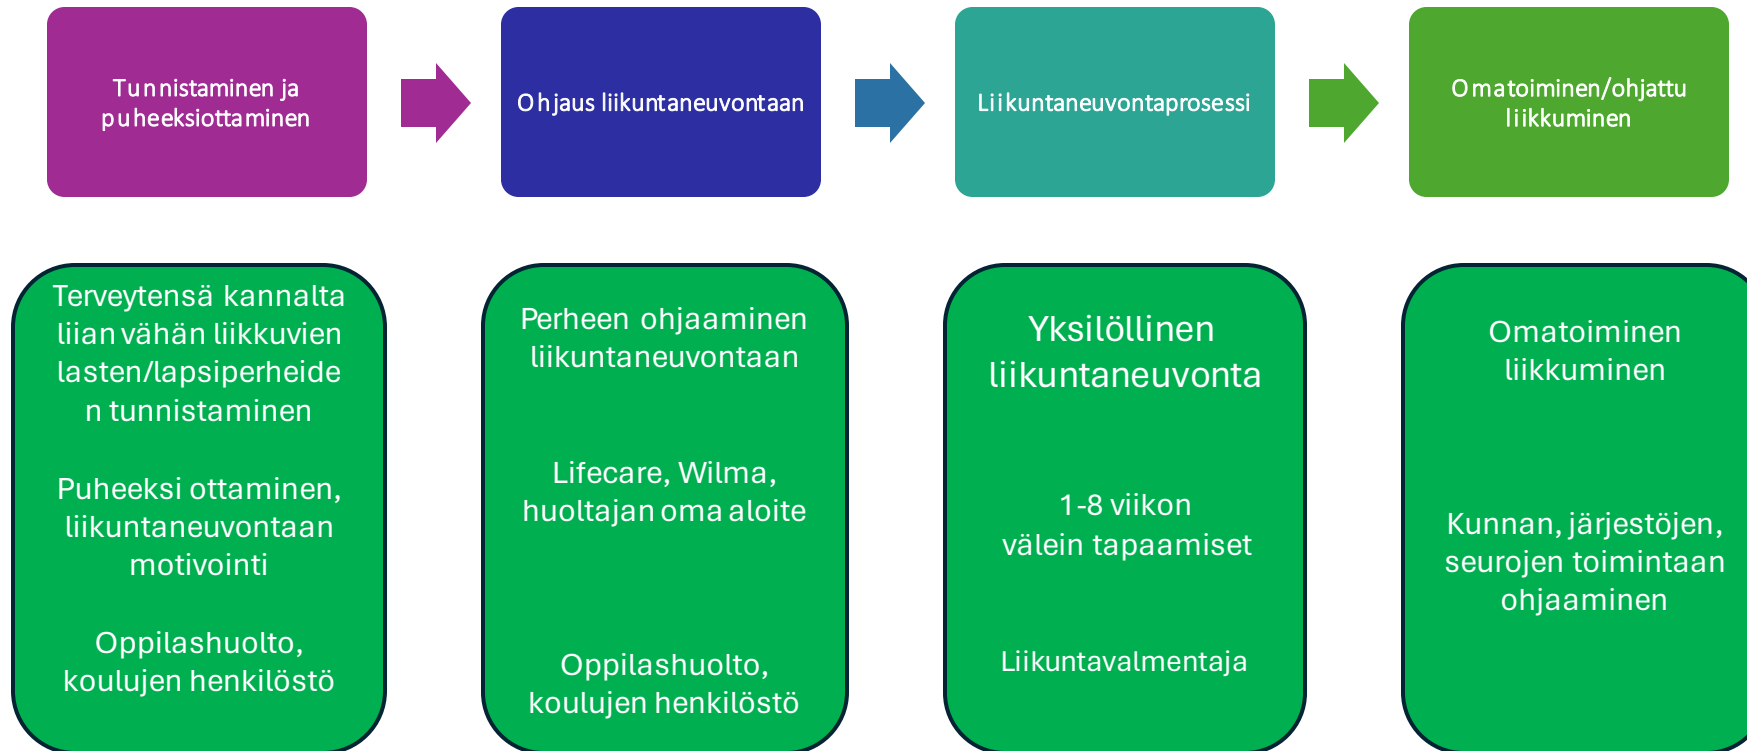 Tunnistaminen ja
puheeksiottaminen
Ohjaus liikuntaneuvontaan
Liikuntaneuvontaprosessi
Omatoiminen/ohjattu
liikkuminen
Terveytensä kannalta
liian vähän liikkuvien
lasten/lapsiperheide
n tunnistaminen
Puheeksi ottaminen,
liikuntaneuvontaan
motivointi
Oppilashuolto,
koulujen henkilöstö
Perheen ohjaaminen
liikuntaneuvontaan
Lifecare, Wilma,
huoltajan oma aloite
Oppilashuolto,
koulujen henkilöstö
Yksilöllinen
liikuntaneuvonta
1-8 viikon
välein tapaamiset
Liikuntavalmentaja
Omatoiminen
liikkuminen
Kunnan, järjestöjen,
seurojen toimintaan
ohjaaminen